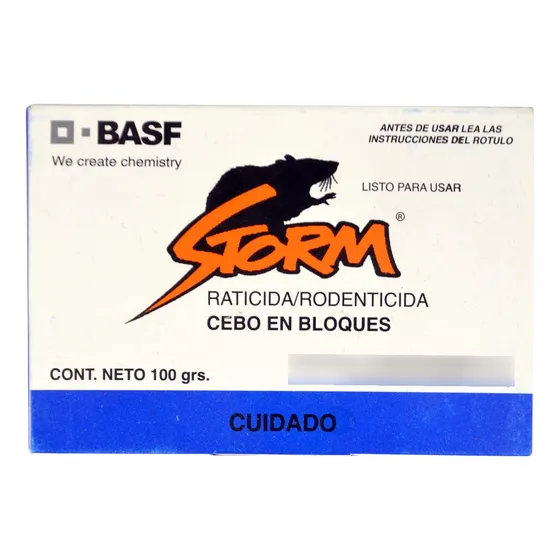 BASF
We create chemistry
ANTES DE USAR LEA LAS
INSTRUCCIONES DEL ROTULO
LISTO PARA USAR
STORM®
RATICIDA/RODENTICIDA
CEBO EN BLOQUES
CONT. NETO 100 grs.
CUIDADO